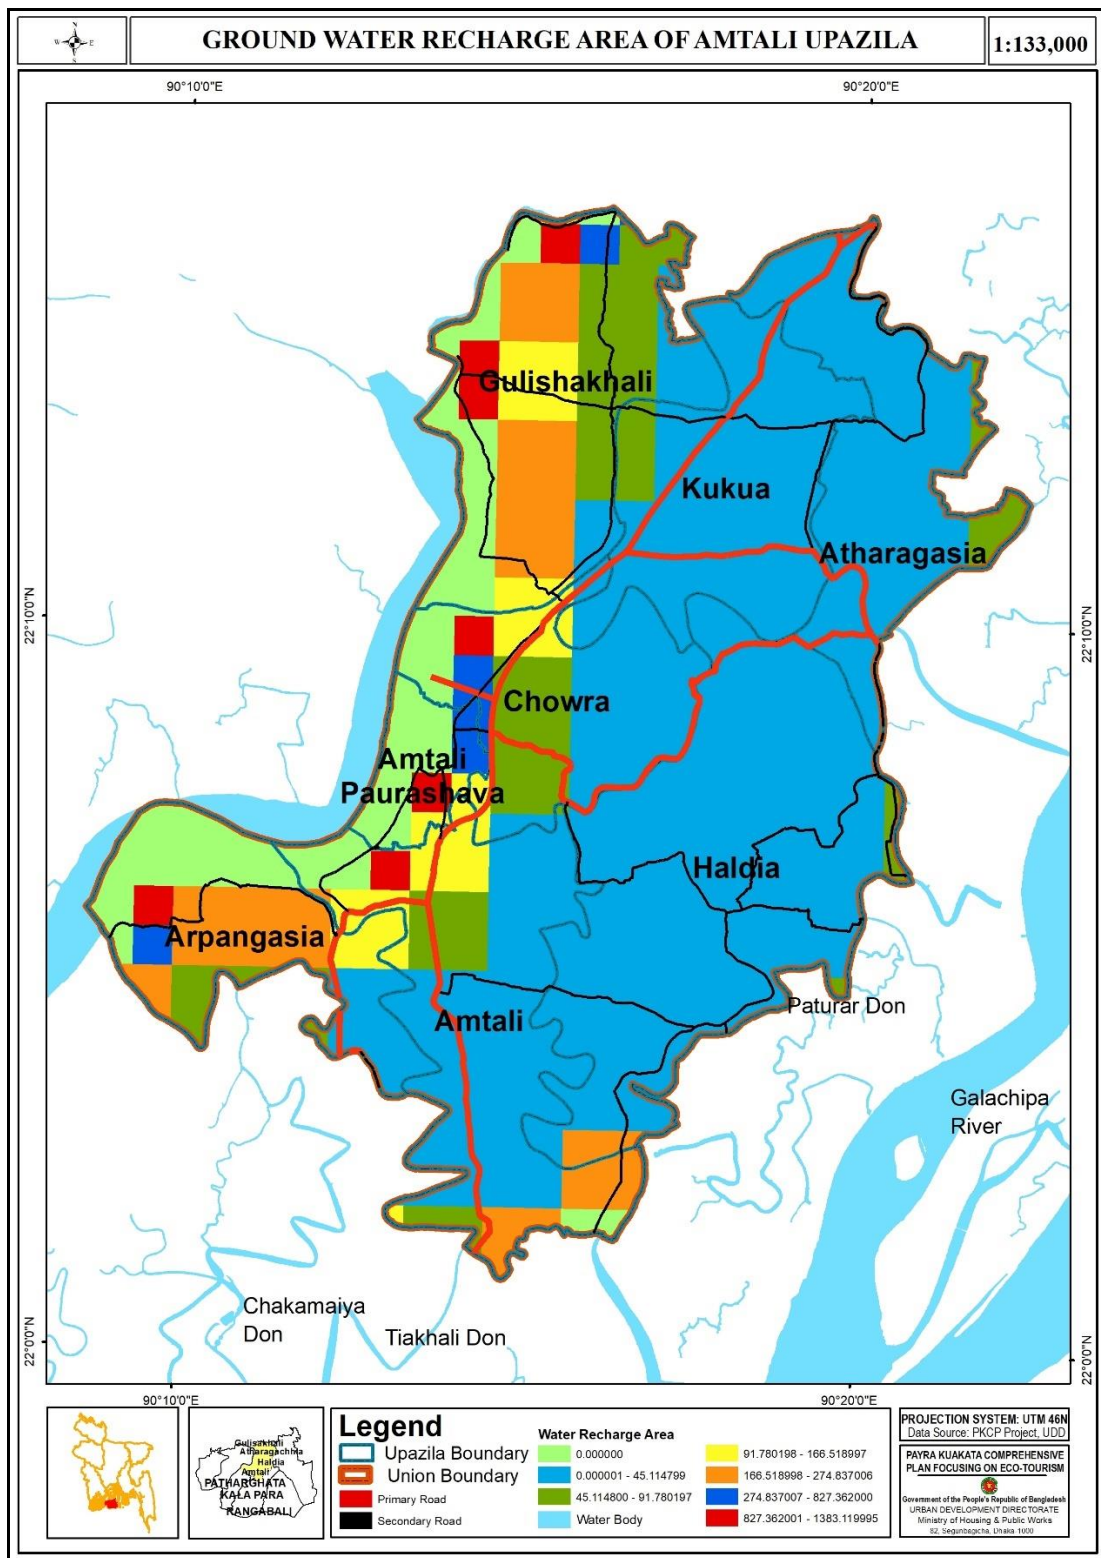 N
W
E
S
GROUND WATER RECHARGE AREA OF AMTALI UPAZILA
1:133,000
90°10'0"E
90°20'0"E
Gulishakhali
Kukua
Atharagasia
22°10'0"N
22°10'0"N
Chowra
Amtali
Paurashava
Haldia
Arpangasia
Amtali
Paturar Don
Galachipa
River
Chakamaiya
Don
Tiakhali Don
22°0'0"N
22°0'0"N
90°10'0"E
90°20'0"E
Gulisakhali
Atharagachhia
Haldia
Amtali
PATHARGHATA
KALA PARA
RANGABALI
Legend
Upazila Boundary
Union Boundary
Primary Road
Secondary Road
Water Recharge Area
0.000000
0.000001 - 45.114799
45.114800 - 91.780197
Water Body
91.780198 - 166.518997
166.518998 - 274.837006
274.837007 - 827.362000
827.362001 - 1383.119995
PROJECTION SYSTEM: UTM 46N
Data Source: PKCP Project, UDD
PAYRA KUAKATA COMPREHENSIVE
PLAN FOCUSING ON ECO-TOURISM
Government of the People's Republic of Bangladesh
URBAN DEVELOPMENT DIRECTORATE
Ministry of Housing & Public Works
82, Segunbagicha, Dhaka-1000